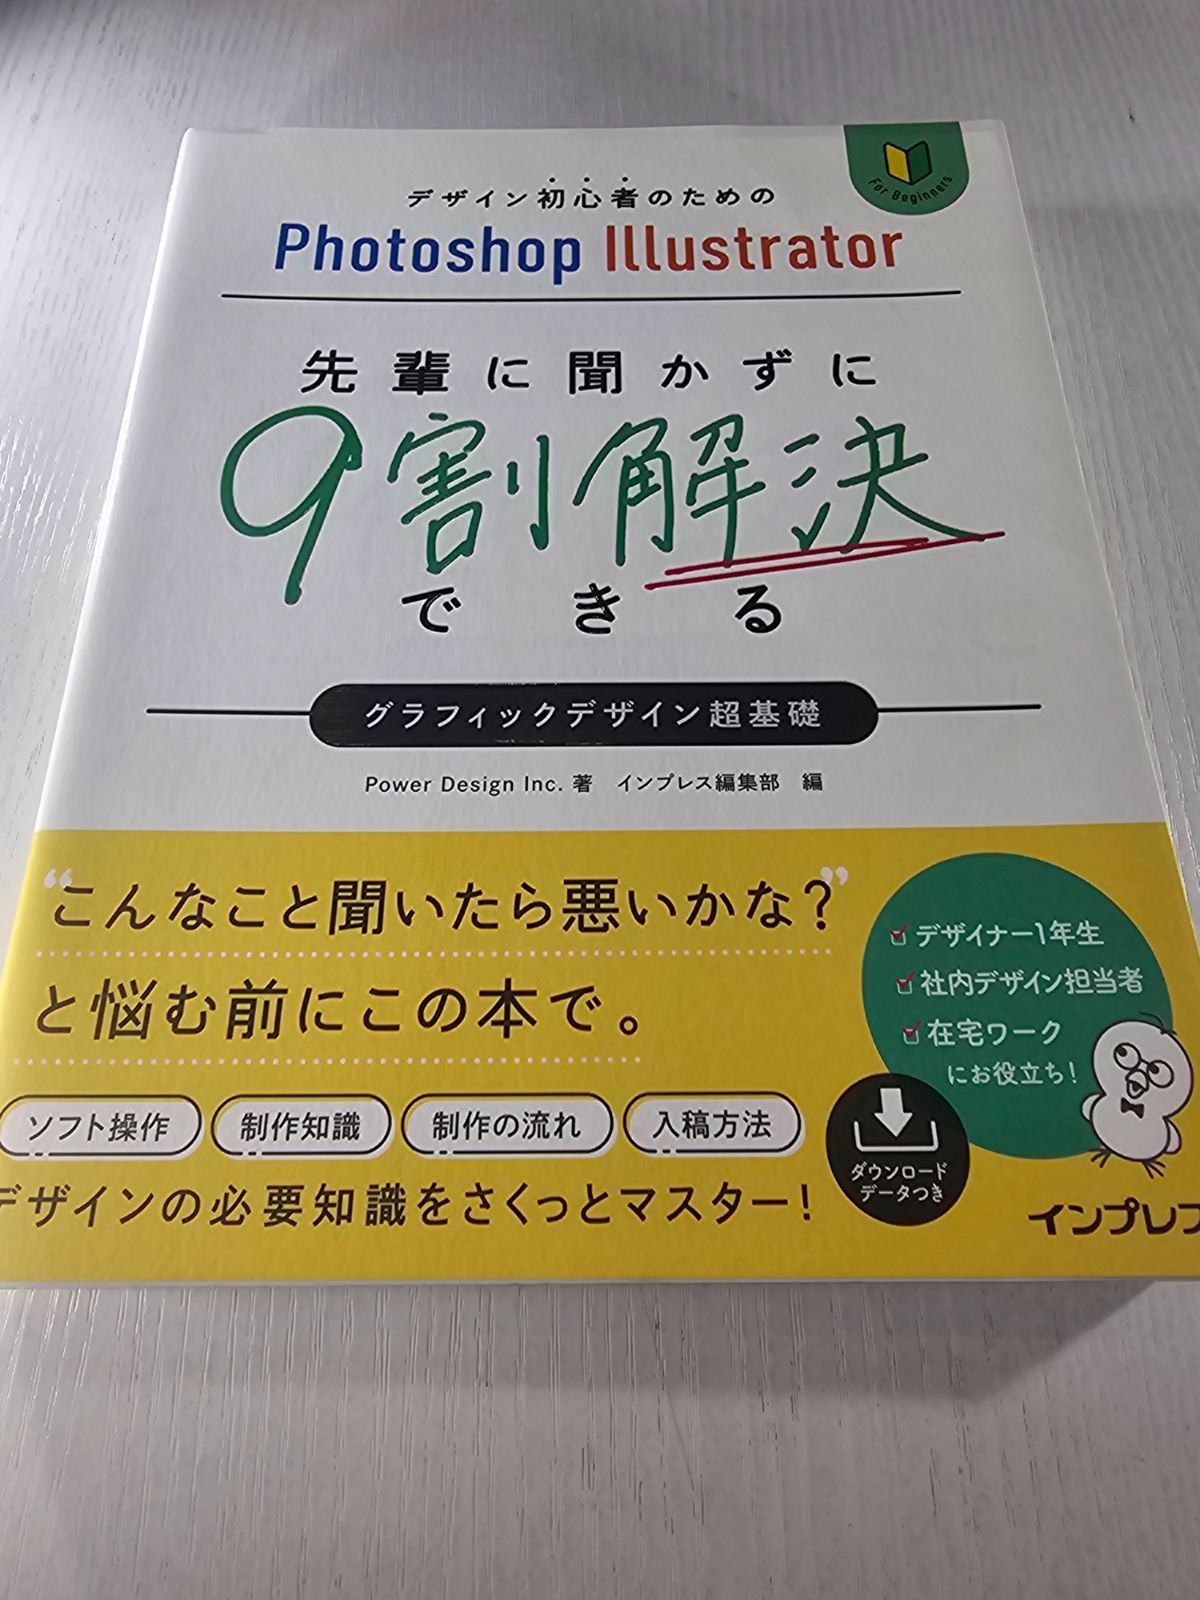 For Beginners
デザイン初心者のための
Photoshop Illustrator
先輩に聞かずに
9割解決
できる
グラフィックデザイン超基礎
Power Design Inc. 著　インプレス編集部　編
“こんなこと聞いたら悪いかな?”
と悩む前にこの本で。
デザイナー1年生
社内デザイン担当者
在宅ワーク
にお役立ち!
ソフト操作 制作知識 制作の流れ 入稿方法
デザインの必要知識をさくっとマスター!
ダウンロード
データつき
インプレス